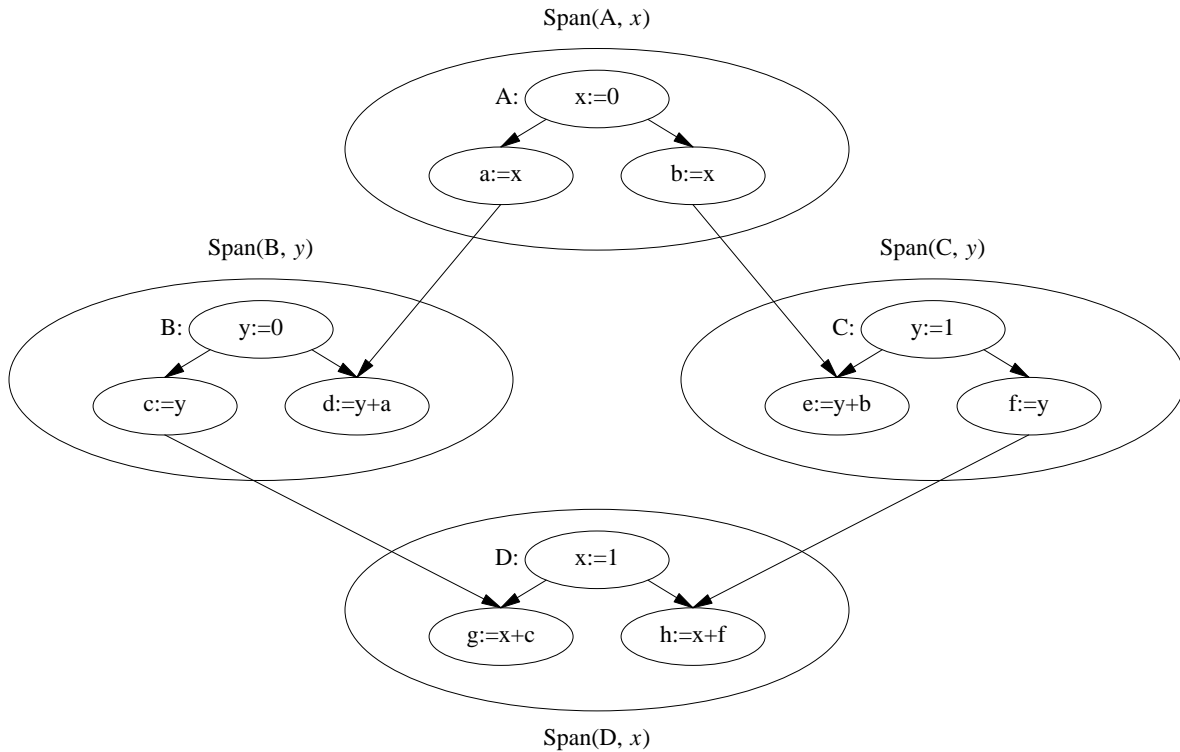 Span(A, x)
A: x:=0
a:=x b:=x
Span(B, y) Span(C, y)
B: y:=0 C: y:=1
c:=y d:=y+a e:=y+b f:=y
D: x:=1
g:=x+c h:=x+f
Span(D, x)